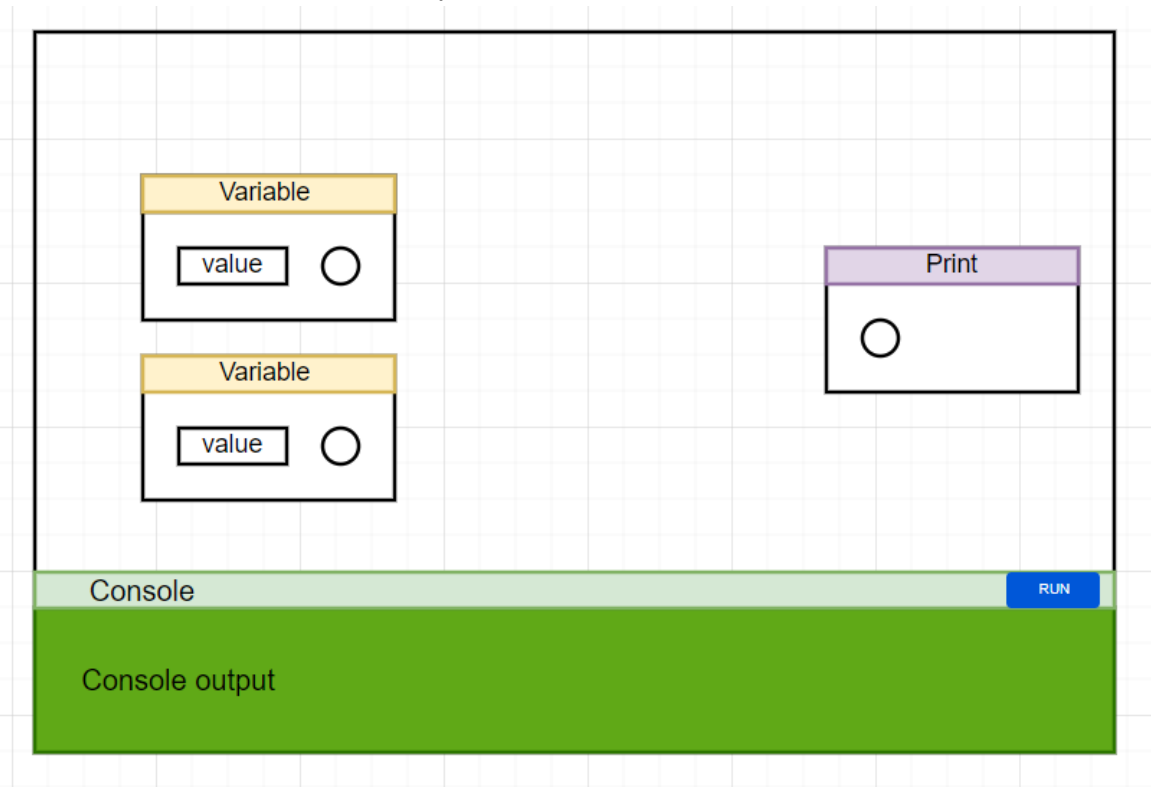 Variable
value
Print
Variable
value
Console
RUN
Console output